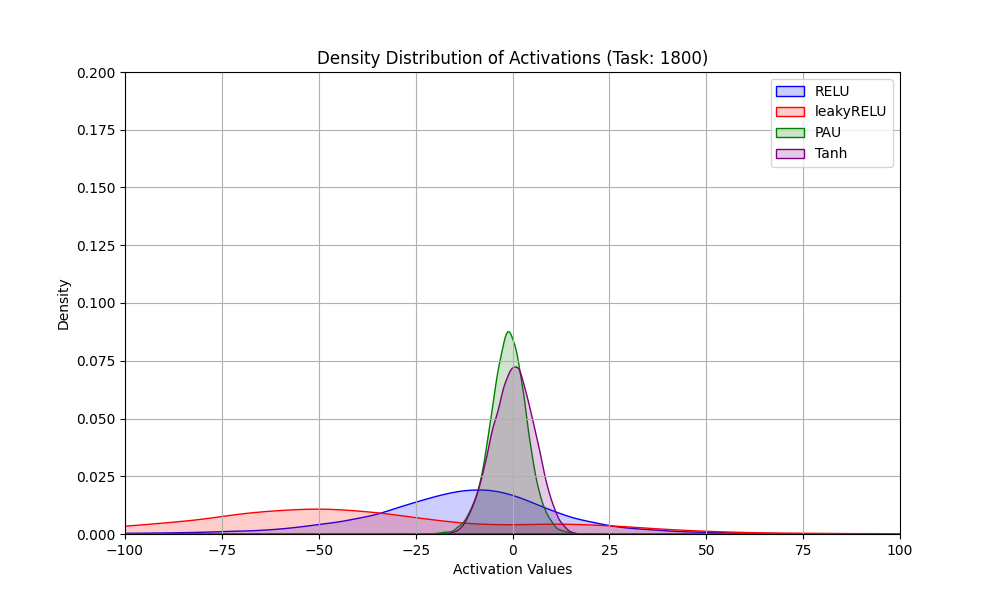 Density Distribution of Activations (Task: 1800)
0.200
0.175
0.150
0.125
0.100
0.075
0.050
0.025
0.000
Density
RELU
leakyRELU
PAU
Tanh
−100
−75
−50
−25
0
25
50
75
100
Activation Values